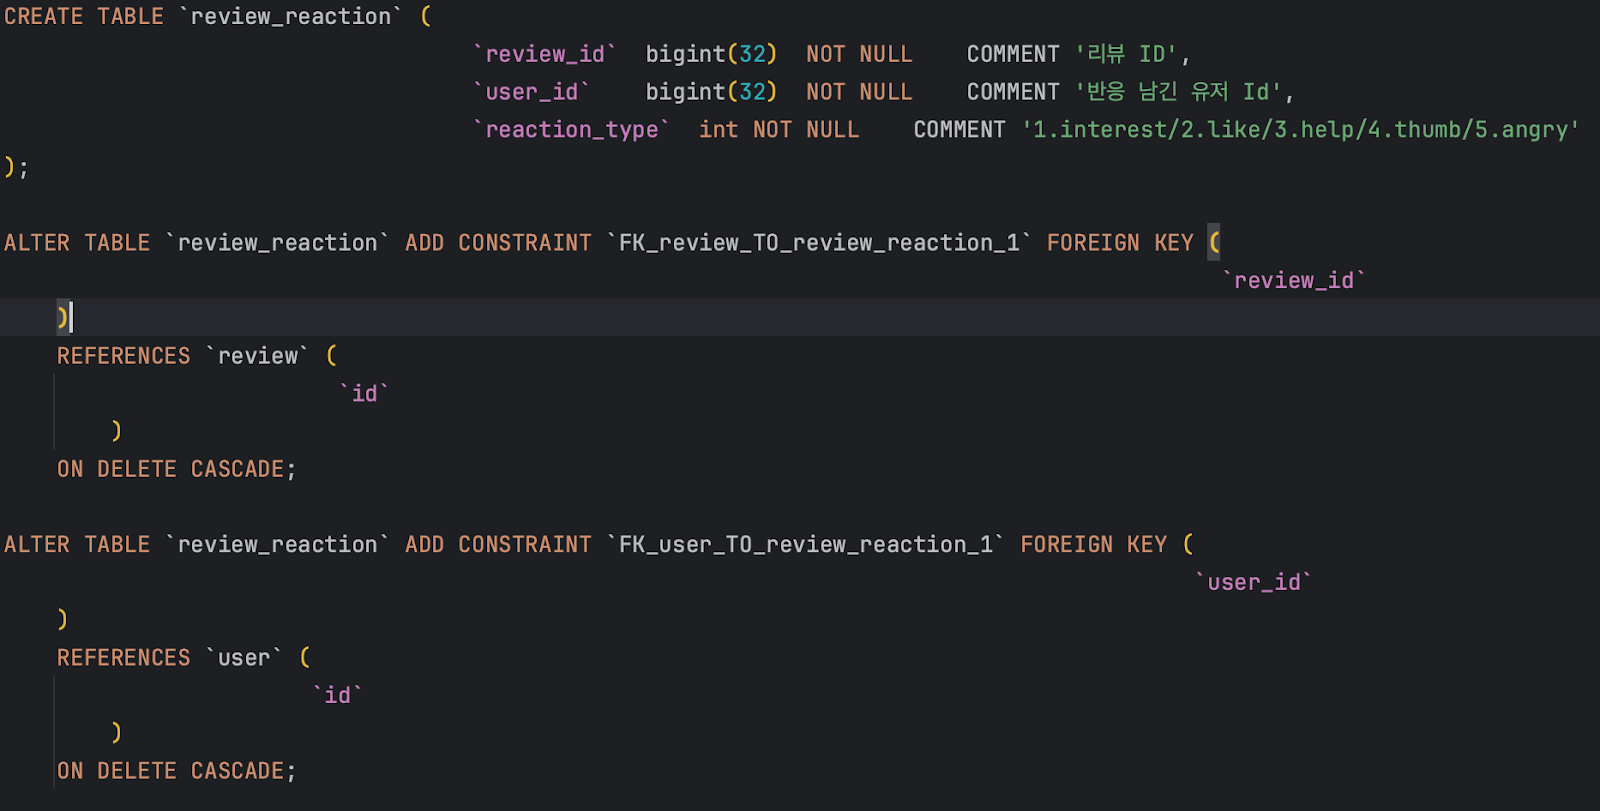 CREATE TABLE `review_reaction` (
`review_id` bigint(32) NOT NULL COMMENT '리뷰 ID',
`user_id` bigint(32) NOT NULL COMMENT '반응 남긴 유저 Id',
`reaction_type` int NOT NULL COMMENT '1.interest/2.like/3.help/4.thumb/5.angry'
);
ALTER TABLE `review_reaction` ADD CONSTRAINT `FK_review_TO_review_reaction_1` FOREIGN KEY (
`review_id`
)
REFERENCES `review` (
`id`
)
ON DELETE CASCADE;
ALTER TABLE `review_reaction` ADD CONSTRAINT `FK_user_TO_review_reaction_1` FOREIGN KEY (
`user_id`
)
REFERENCES `user` (
`id`
)
ON DELETE CASCADE;